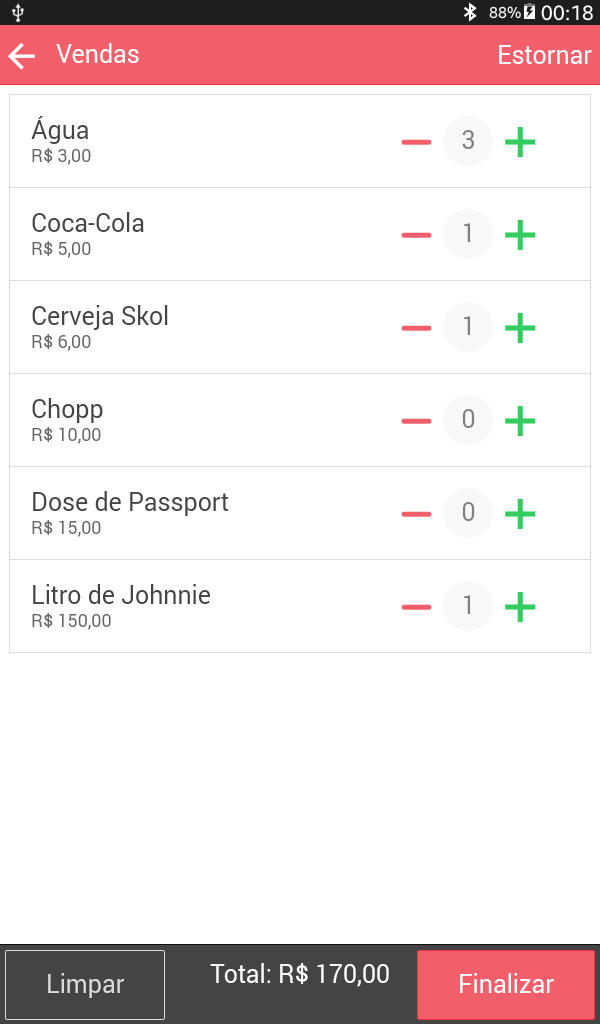 88% 00:18
Vendas Estornar
Água
R$ 3,00
3
Coca-Cola
R$ 5,00
1
Cerveja Skol
R$ 6,00
1
Chopp
R$ 10,00
0
Dose de Passport
R$ 15,00
0
Litro de Johnnie
R$ 150,00
1
Limpar Total: R$ 170,00 Finalizar